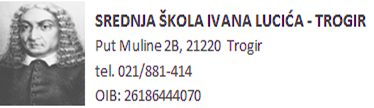 SREDNJA ŠKOLA IVANA LUCIĆA - TROGIR
Put Muline 2B, 21220 Trogir
tel. 021/881-414
OIB: 26186444070